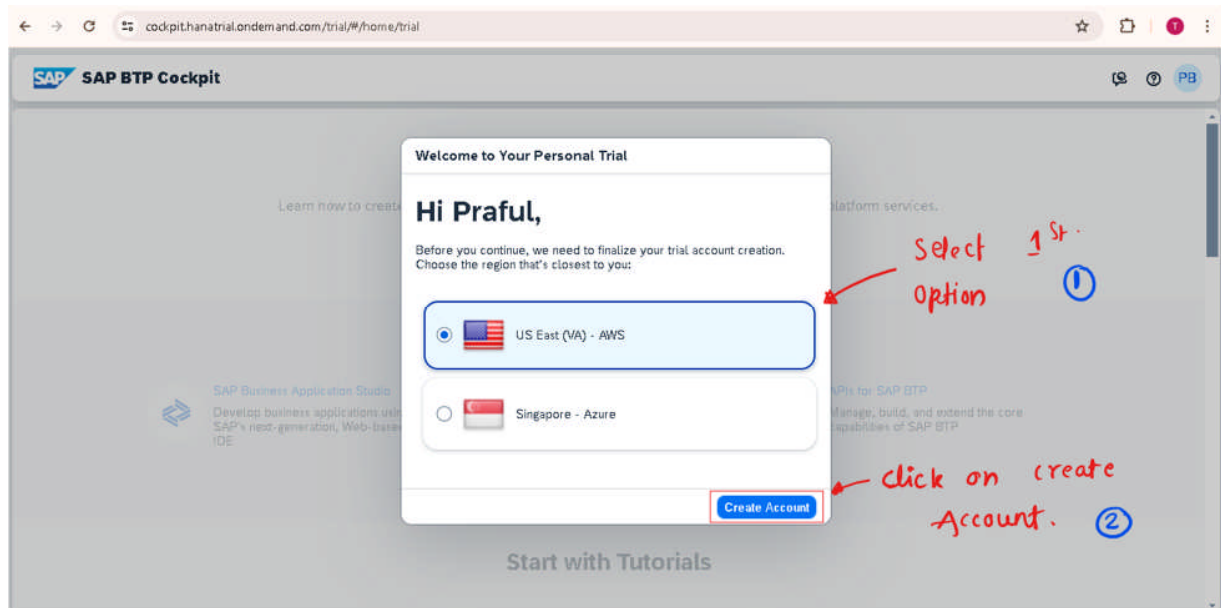 cockpit.hanatrial.ondemand.com/trial/#/home/trial
T
SAP SAP BTP Cockpit
PB
Welcome to Your Personal Trial
Learn how to create
platform services.
Hi Praful,
Before you continue, we need to finalize your trial account creation.
Choose the region that's closest to you:
Select 1st.
Option 1
US East (VA) - AWS
SAP Business Application Studio
APIs for SAP BTP
Develop business applications using
Manage, build, and extend the core
SAP's next-generation, Web-based
capabilities of SAP BTP
IDE
Singapore - Azure
Create Account
Click on create
Account. 2
Start with Tutorials